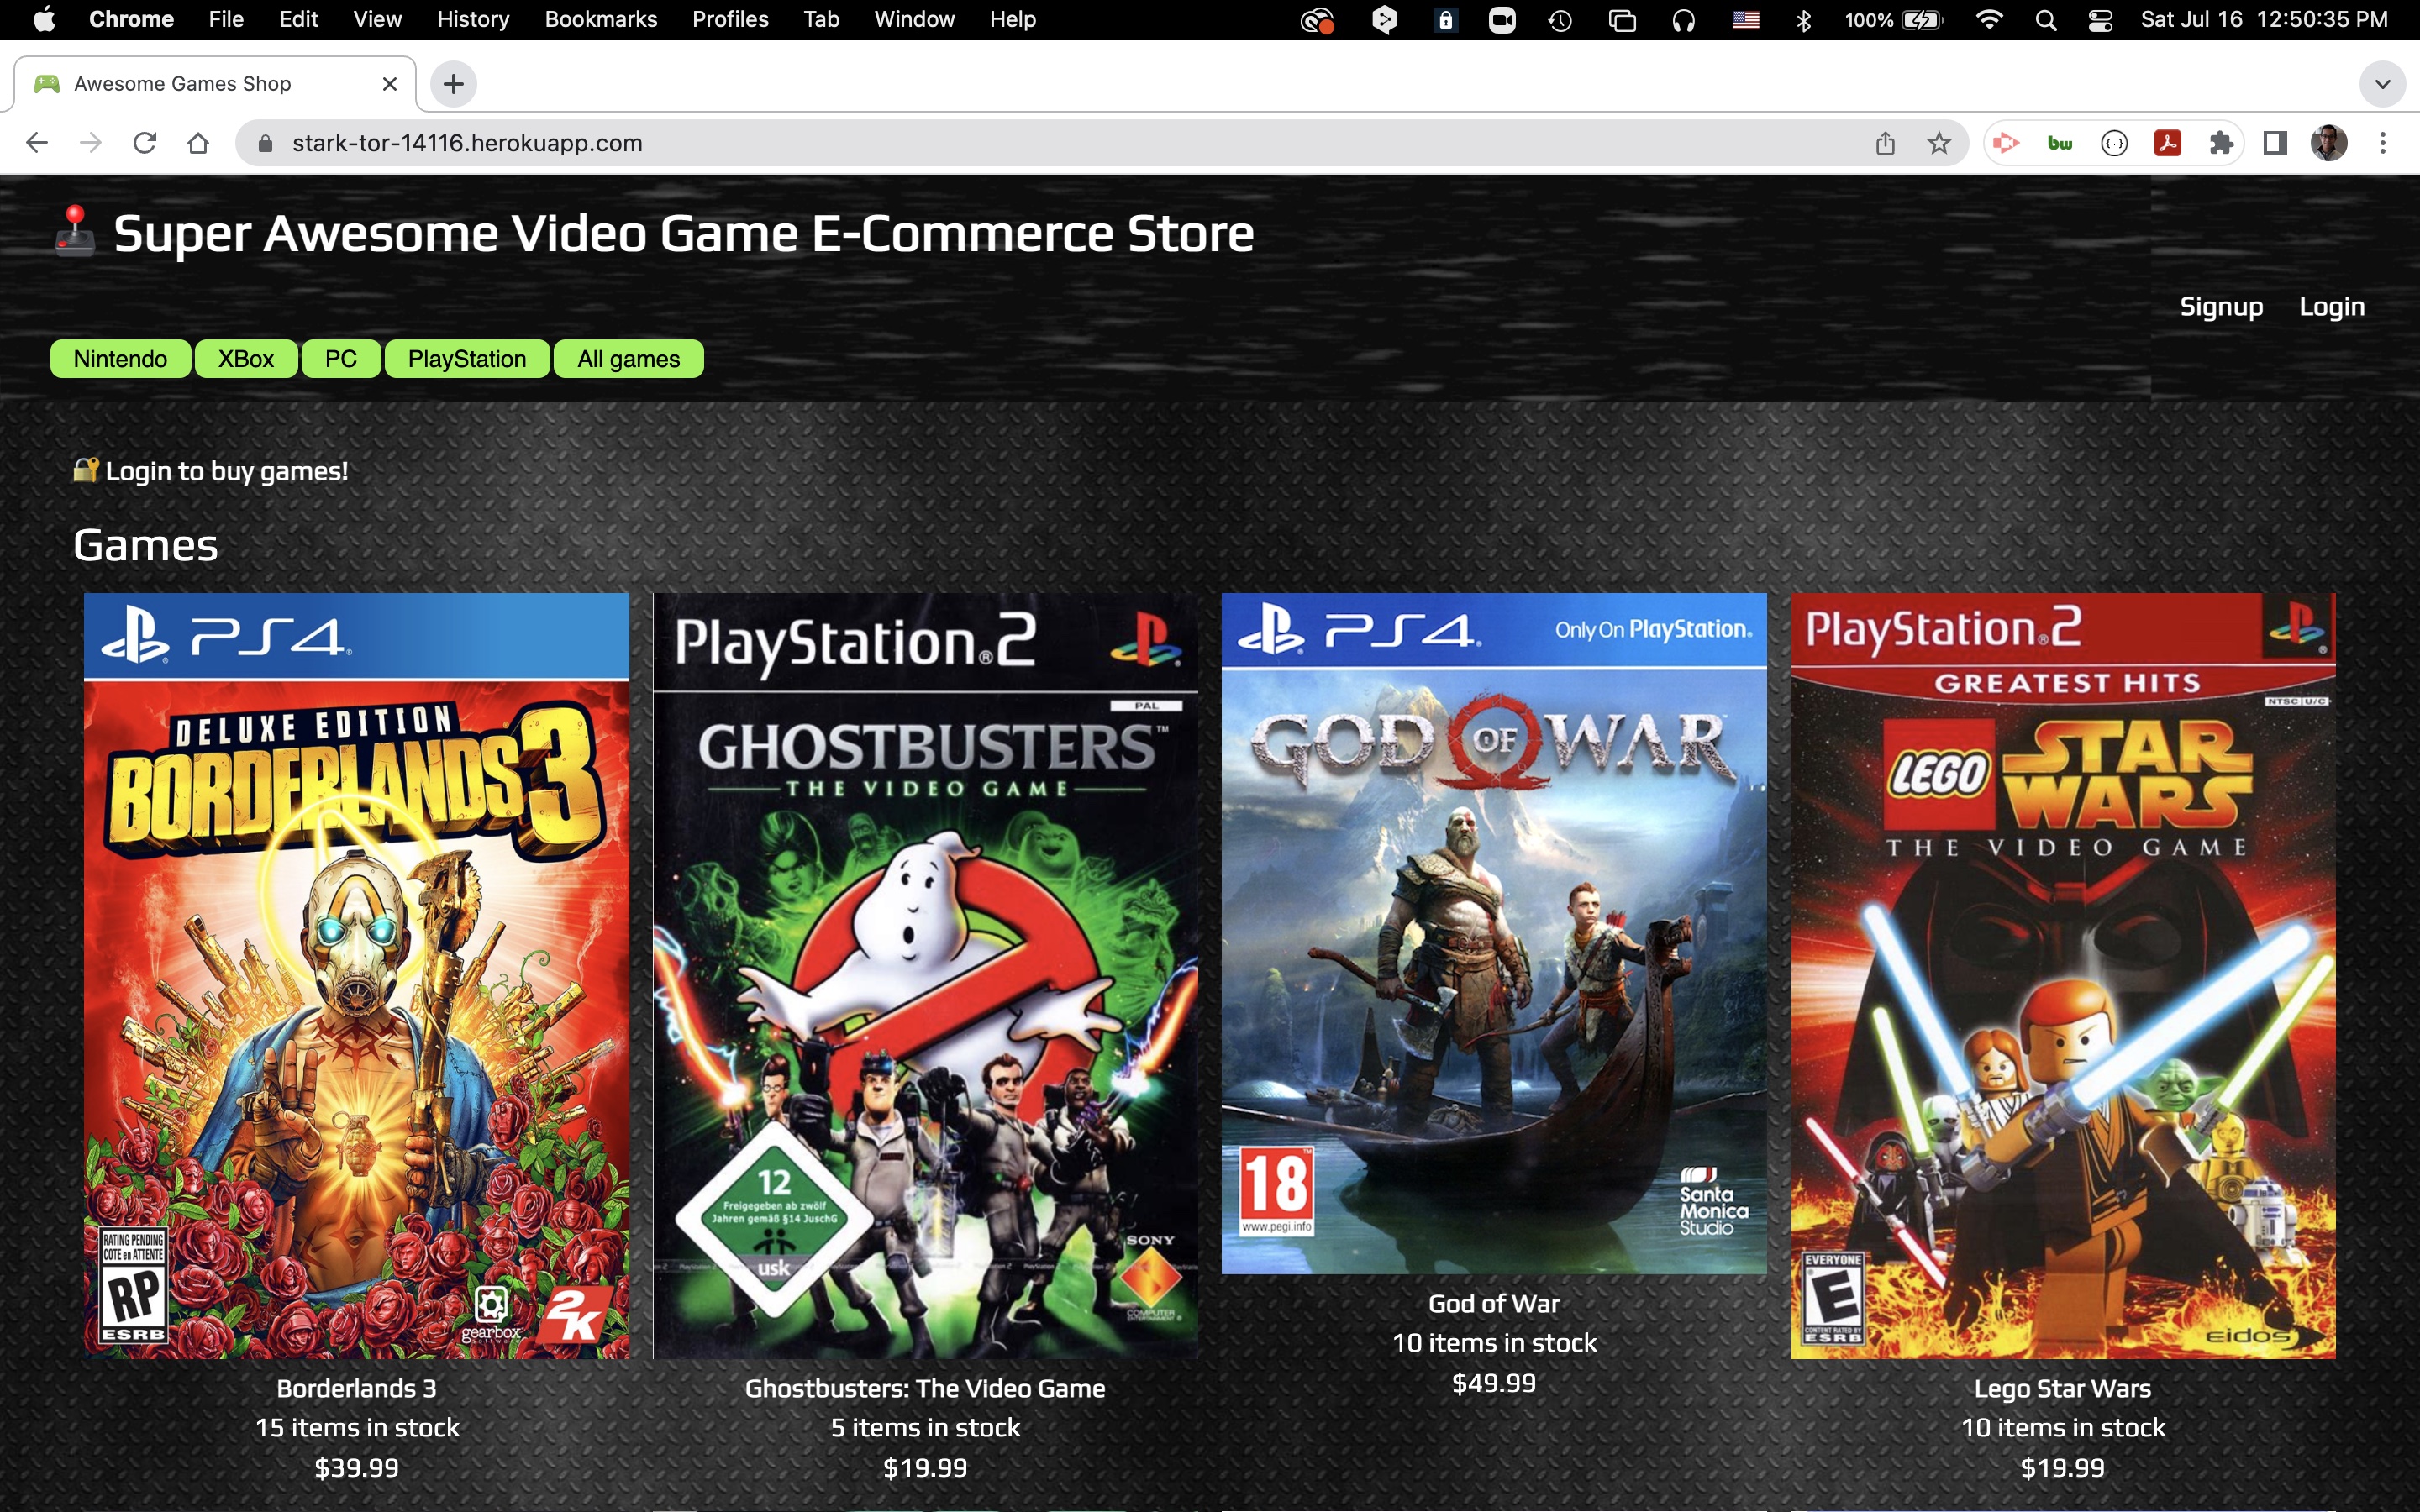 Chrome File Edit View History Bookmarks Profiles Tab Window Help 100% Sat Jul 16 12:50:35 PM
Awesome Games Shop
stark-tor-14116.herokuapp.com
bw
Super Awesome Video Game E-Commerce Store
Signup Login
Nintendo XBox PC PlayStation All games
Login to buy games!
Games
PS4
DELUXE EDITION
BORDERLANDS 3
RATING PENDING
COTE en ATTENTE
RP
ESRB
gearbox
2K
Borderlands 3
15 items in stock
$39.99
PlayStation®2
PAL
GHOSTBUSTERS™
THE VIDEO GAME
12
Freigegeben ab zwölf
Jahren gemäß §14 JuschG
usk
SONY
COMPUTER
ENTERTAINMENT
Ghostbusters: The Video Game
5 items in stock
$19.99
PS4 Only On PlayStation.
GOD OF WAR
18
www.pegi.info
Santa
Monica
Studio
God of War
10 items in stock
$49.99
PlayStation®2
GREATEST HITS
NTSC U/C
LEGO STAR WARS
THE VIDEO GAME
EVERYONE
E
CONTENT RATED BY
ESRB
eidos
Lego Star Wars
10 items in stock
$19.99